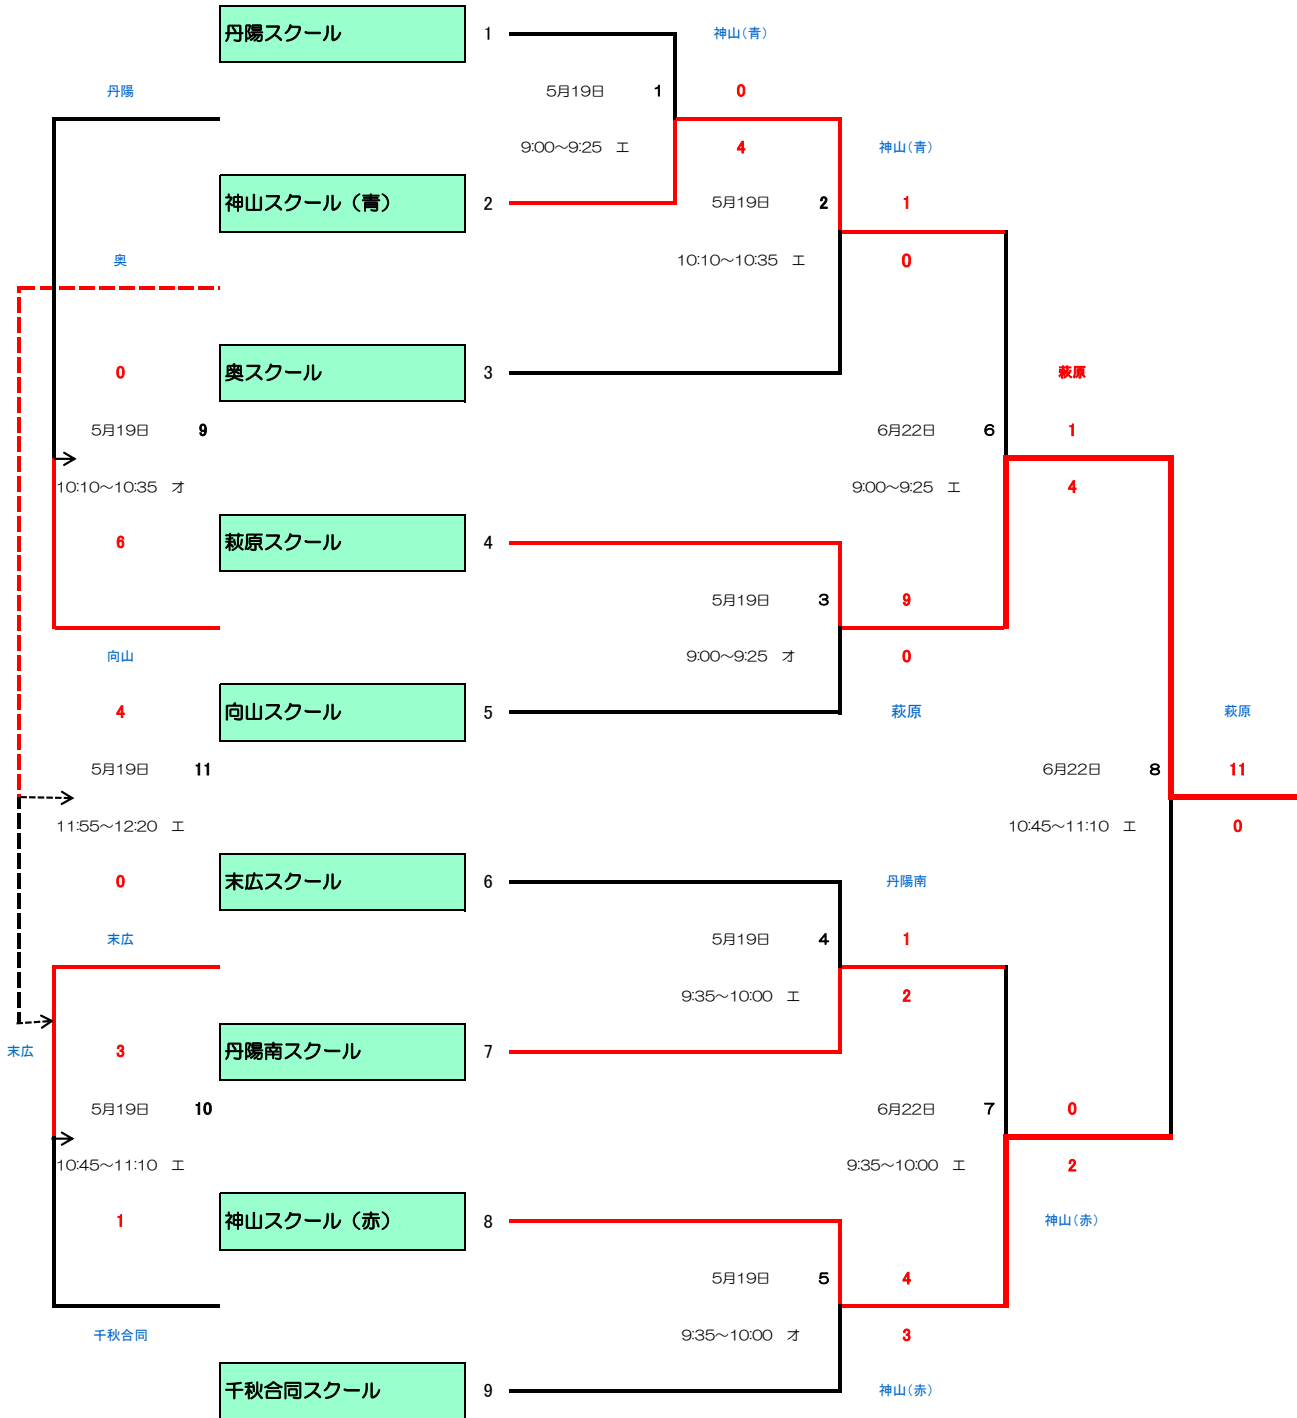 丹陽スクール 1 神山（青）
丹陽 5月19日 1 0
9:00～9:25 エ 4 神山（青）
神山スクール（青） 2 5月19日 2 1
奥 10:10～10:35 エ 0
0 奥スクール 3 萩原
5月19日 9 6月22日 6 1
10:10～10:35 オ 9:00～9:25 エ 4
6 萩原スクール 4
5月19日 3 9
向山 9:00～9:25 オ 0
4 向山スクール 5 萩原 萩原
5月19日 11 6月22日 8 11
11:55～12:20 エ 10:45～11:10 エ 0
0 末広スクール 6 丹陽南
末広 5月19日 4 1
9:35～10:00 エ 2
末広 3 丹陽南スクール 7
5月19日 10 6月22日 7 0
10:45～11:10 エ 9:35～10:00 エ 2
1 神山スクール（赤） 8 神山（赤）
5月19日 5 4
千秋合同 9:35～10:00 オ 3
千秋合同スクール 9 神山（赤）